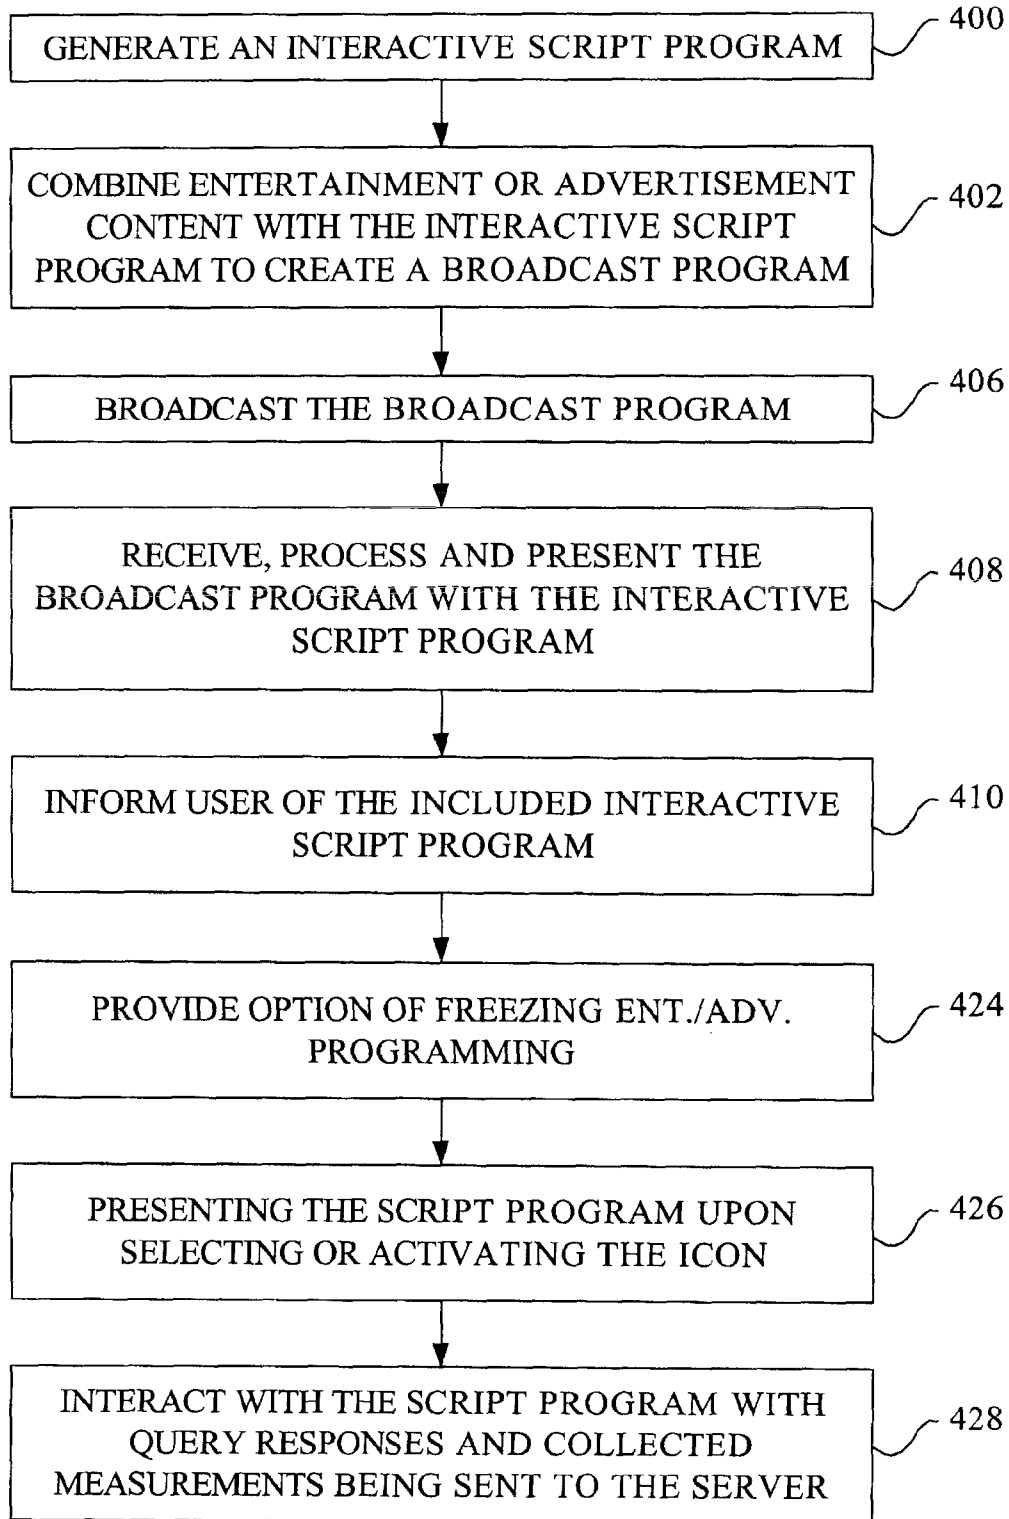 GENERATE AN INTERACTIVE SCRIPT PROGRAM
400
COMBINE ENTERTAINMENT OR ADVERTISEMENT
CONTENT WITH THE INTERACTIVE SCRIPT
PROGRAM TO CREATE A BROADCAST PROGRAM
402
BROADCAST THE BROADCAST PROGRAM
406
RECEIVE, PROCESS AND PRESENT THE
BROADCAST PROGRAM WITH THE INTERACTIVE
SCRIPT PROGRAM
408
INFORM USER OF THE INCLUDED INTERACTIVE
SCRIPT PROGRAM
410
PROVIDE OPTION OF FREEZING ENT./ADV.
PROGRAMMING
424
PRESENTING THE SCRIPT PROGRAM UPON
SELECTING OR ACTIVATING THE ICON
426
INTERACT WITH THE SCRIPT PROGRAM WITH
QUERY RESPONSES AND COLLECTED
MEASUREMENTS BEING SENT TO THE SERVER
428